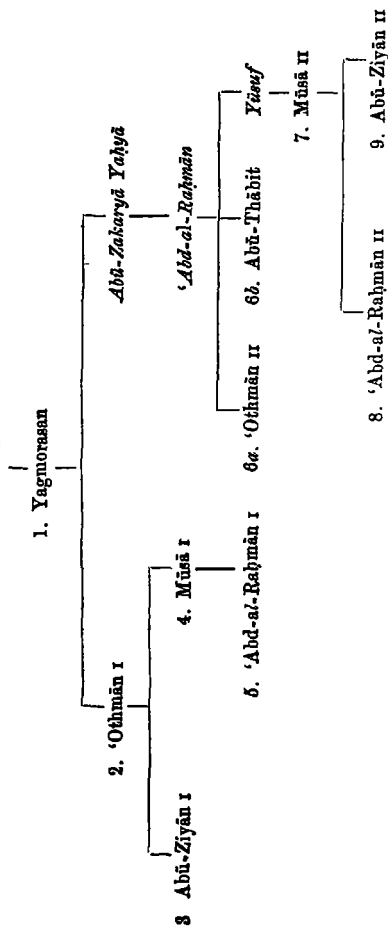 1. Yagmorasan
2. ‘Othmān I Abū-Zakaryā Yaḥyā
3 Abū-Ziyān I 4. Mūsā I ‘Abd-al-Raḥmān
5. ‘Abd-al-Raḥmān I 6a. ‘Othmān II 6b. Abū-Thābit Yūsuf
7. Mūsā II
8. ‘Abd-al-Raḥmān II 9. Abū-Ziyān II